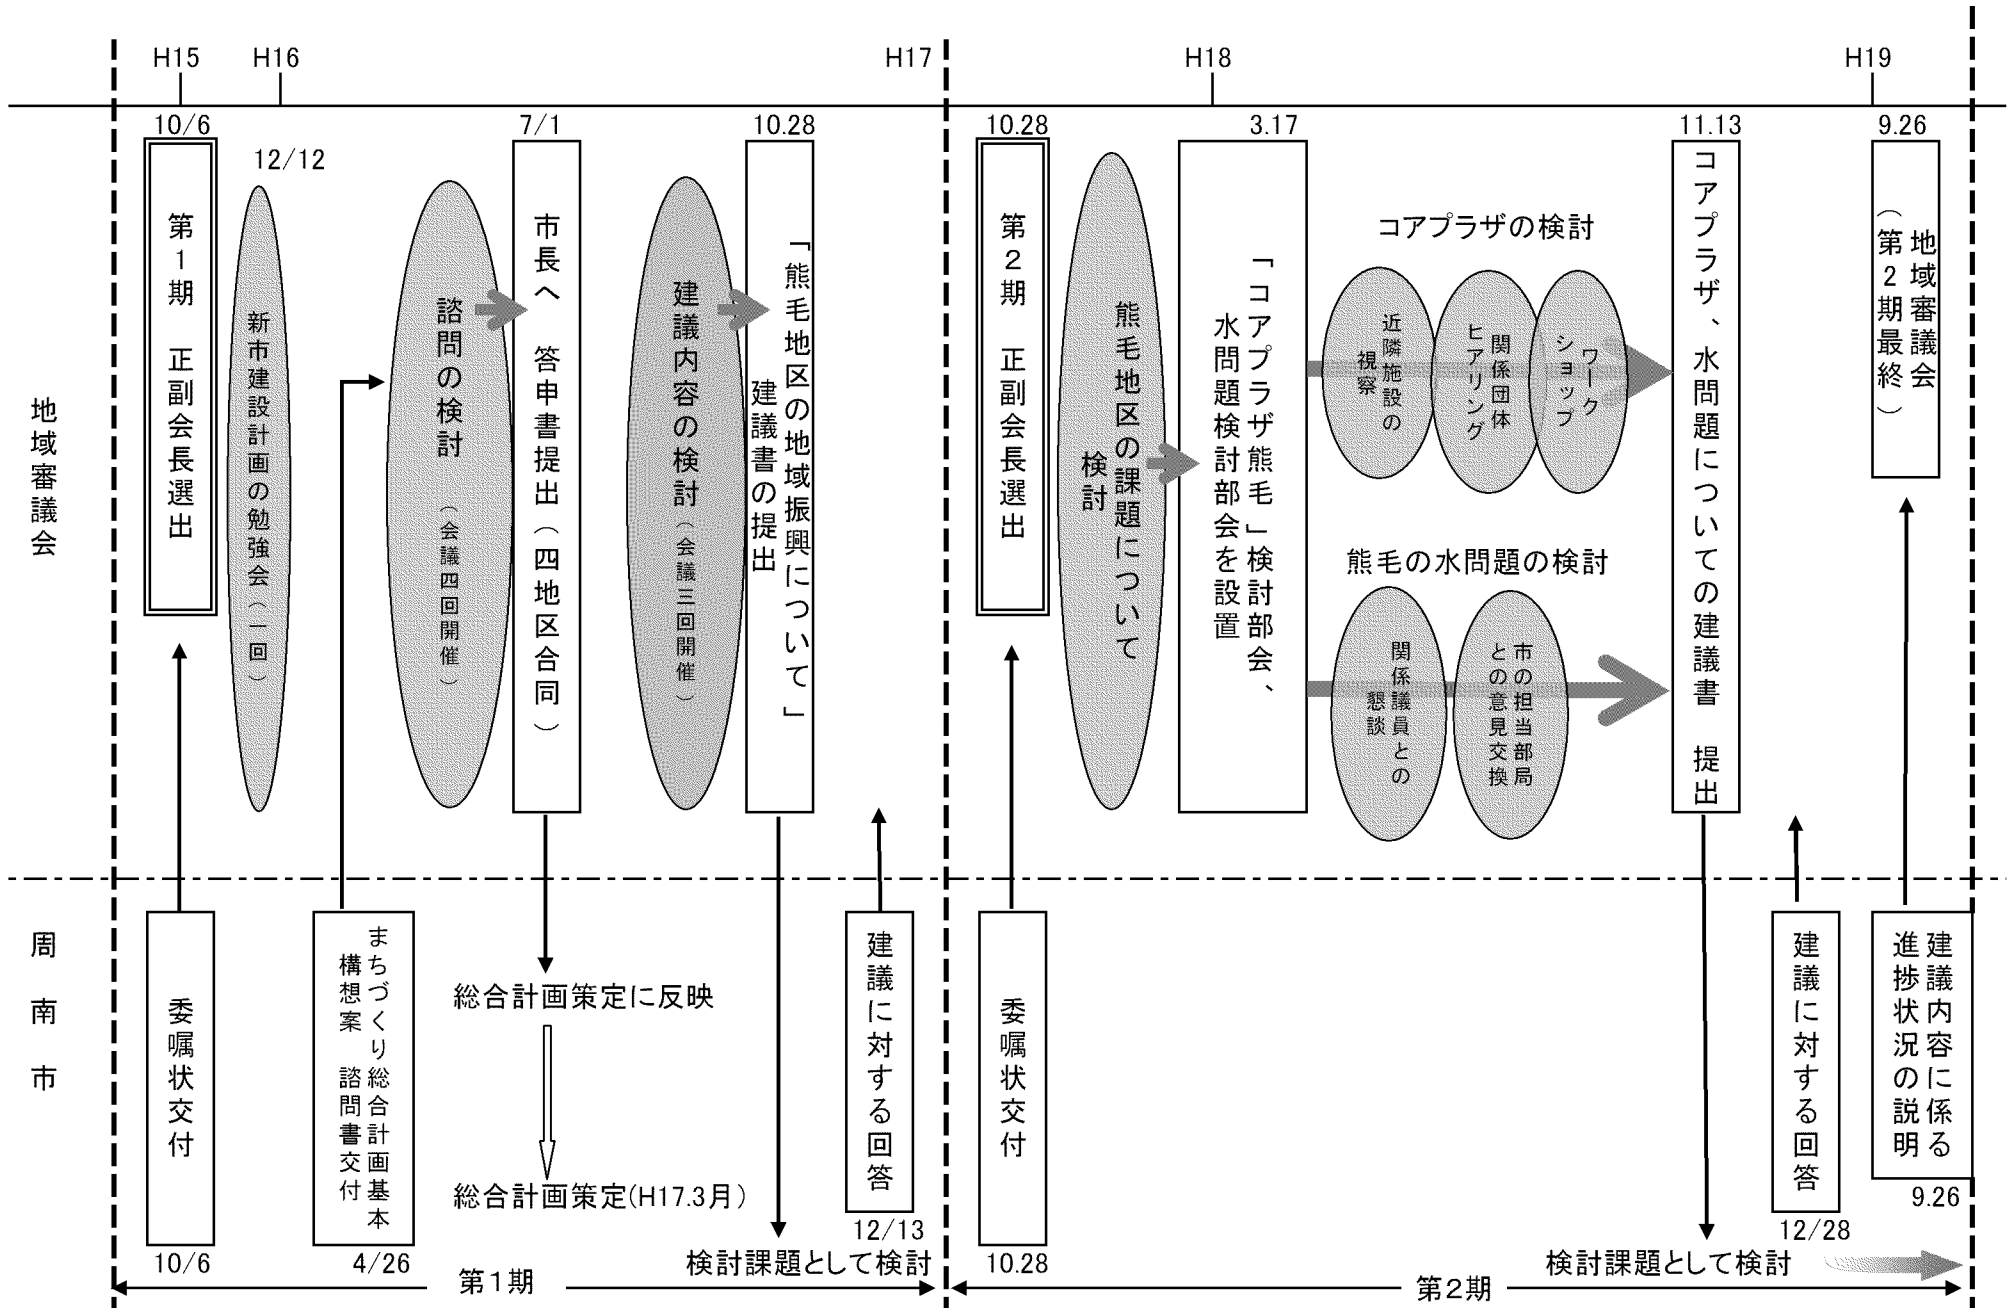 H15
H16
H17
H18
H19
地域審議会
10/6
第１期　正副会長選出
12/12
新市建設計画の勉強会（一回）
諮問の検討（会議四回開催）
7/1
市長へ　答申書提出（四地区合同）
建議内容の検討（会議三回開催）
10.28
「熊毛地区の地域振興について」
建議書の提出
10.28
第２期　正副会長選出
熊毛地区の課題について
検討
3.17
「コアプラザ熊毛」検討部会、
水問題検討部会を設置
コアプラザの検討
近隣施設の
視察
関係団体
ヒアリング
ワーク
ショップ
熊毛の水問題の検討
関係議員との
懇談
市の担当部局
との意見交換
11.13
コアプラザ、水問題についての建議書　提出
9.26
地域審議会
（第２期最終）
周南市
委嘱状交付
10/6
まちづくり総合計画基本
構想案　諮問書交付
4/26
総合計画策定に反映
総合計画策定(H17.3月)
検討課題として検討
建議に対する回答
12/13
委嘱状交付
10.28
検討課題として検討
建議に対する回答
12/28
建議内容に係る
進捗状況の説明
9.26
第１期
第２期